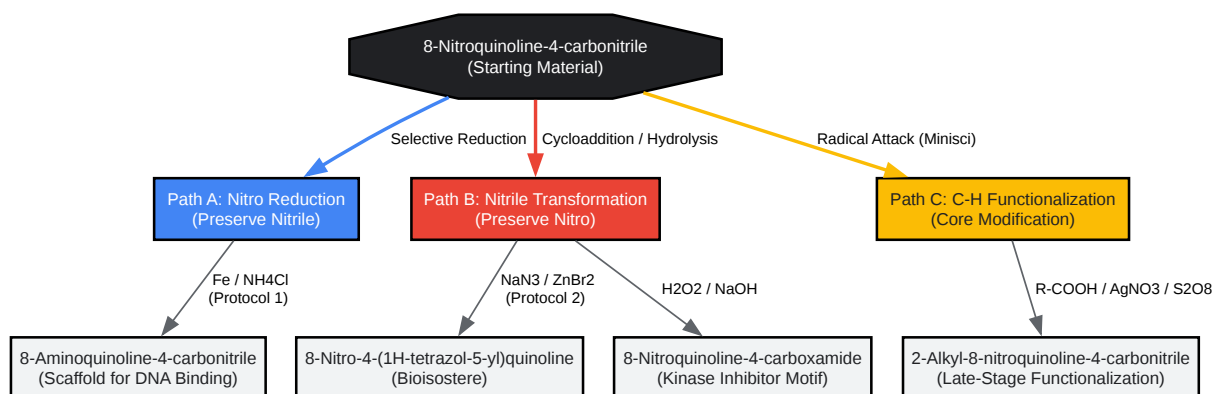 8-Nitroquinoline-4-carbonitrile
(Starting Material)
Selective Reduction
Cycloaddition / Hydrolysis
Radical Attack (Minisci)
Path A: Nitro Reduction
(Preserve Nitrile)
Path B: Nitrile Transformation
(Preserve Nitro)
Path C: C-H Functionalization
(Core Modification)
Fe / NH4Cl
(Protocol 1)
NaN3 / ZnBr2
(Protocol 2)
H2O2 / NaOH
R-COOH / AgNO3 / S2O8
8-Aminoquinoline-4-carbonitrile
(Scaffold for DNA Binding)
8-Nitro-4-(1H-tetrazol-5-yl)quinoline
(Bioisostere)
8-Nitroquinoline-4-carboxamide
(Kinase Inhibitor Motif)
2-Alkyl-8-nitroquinoline-4-carbonitrile
(Late-Stage Functionalization)